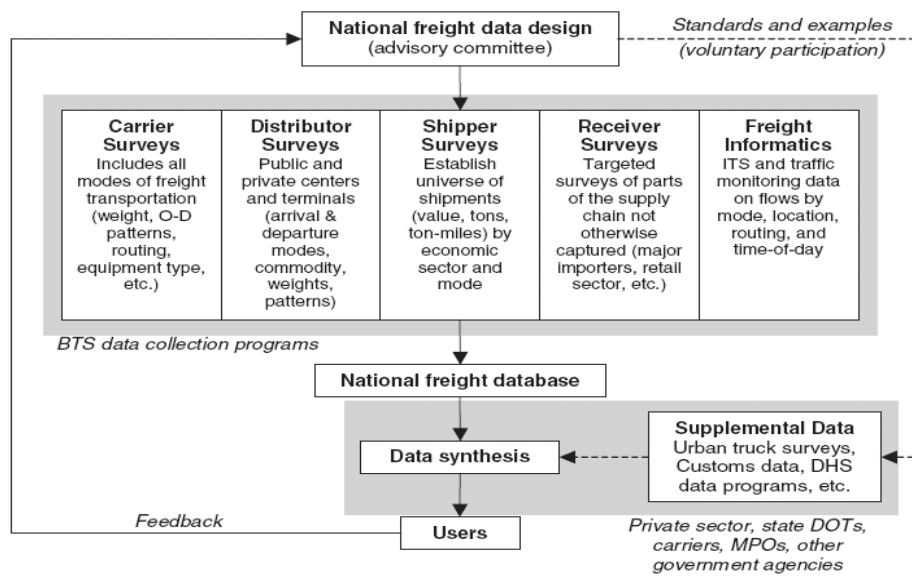 National freight data design
(advisory committee)
Standards and examples
(voluntary participation)
Carrier
Surveys
Includes all
modes of freight
transportation
(weight, O-D
patterns,
routing,
equipment type,
etc.)
Distributor
Surveys
Public and
private centers
and terminals
(arrival &
departure
modes,
commodity,
weights,
patterns)
Shipper
Surveys
Establish
universe of
shipments
(value, tons,
ton-miles) by
economic
sector and
mode
Receiver
Surveys
Targeted
surveys of parts
of the supply
chain not
otherwise
captured (major
importers, retail
sector, etc.)
Freight
Informatics
ITS and traffic
monitoring data
on flows by
mode, location,
routing, and
time-of-day
BTS data collection programs
National freight database
Data synthesis
Supplemental Data
Urban truck surveys,
Customs data, DHS
data programs, etc.
Feedback
Users
Private sector, state DOTs,
carriers, MPOs, other
government agencies